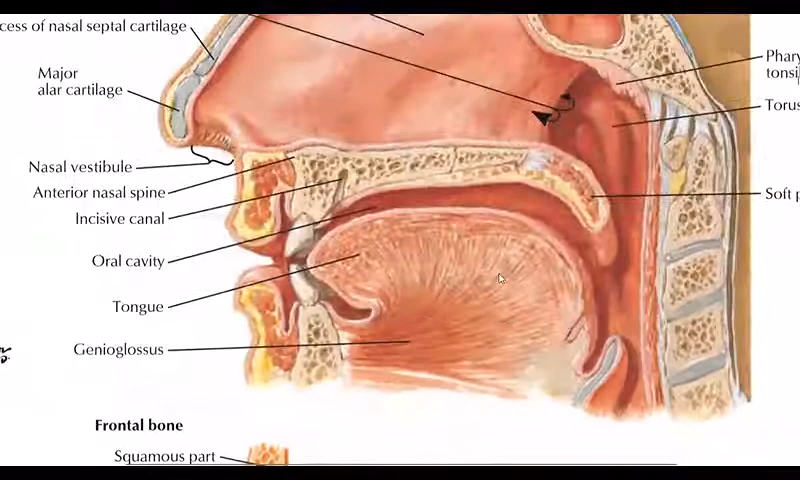 cess of nasal septal cartilage
Major
alar cartilage
Nasal vestibule
Anterior nasal spine
Incisive canal
Oral cavity
Tongue
Genioglossus
Phary
tonsi
Torus
Soft p
Frontal bone
Squamous part